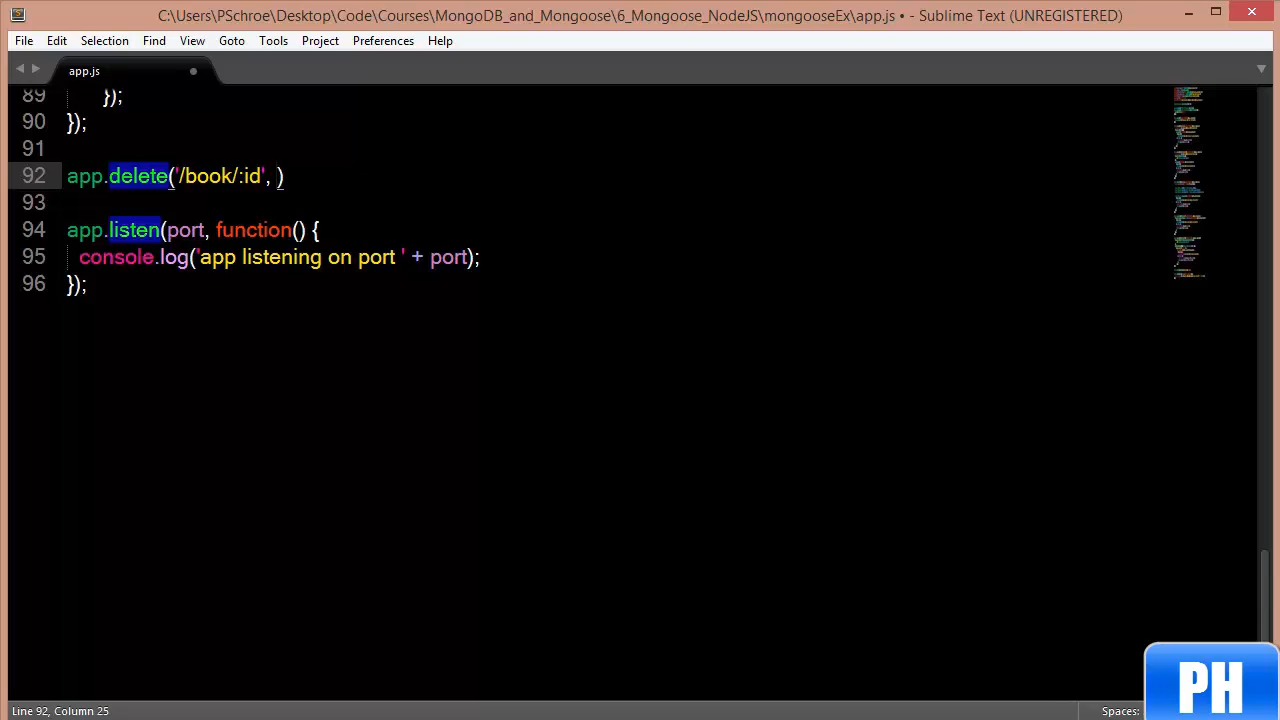 C:\Users\PSchroe\Desktop\Code\Courses\MongoDB_and_Mongoose\6_Mongoose_NodeJS\mongooseEx\app.js • - Sublime Text (UNREGISTERED)
File Edit Selection Find View Goto Tools Project Preferences Help
app.js
89 });
90 });
91
92 app.delete('/book/:id', )
93
94 app.listen(port, function() {
95 console.log('app listening on port ' + port);
96 });
PH
Line 92, Column 25 Spaces: